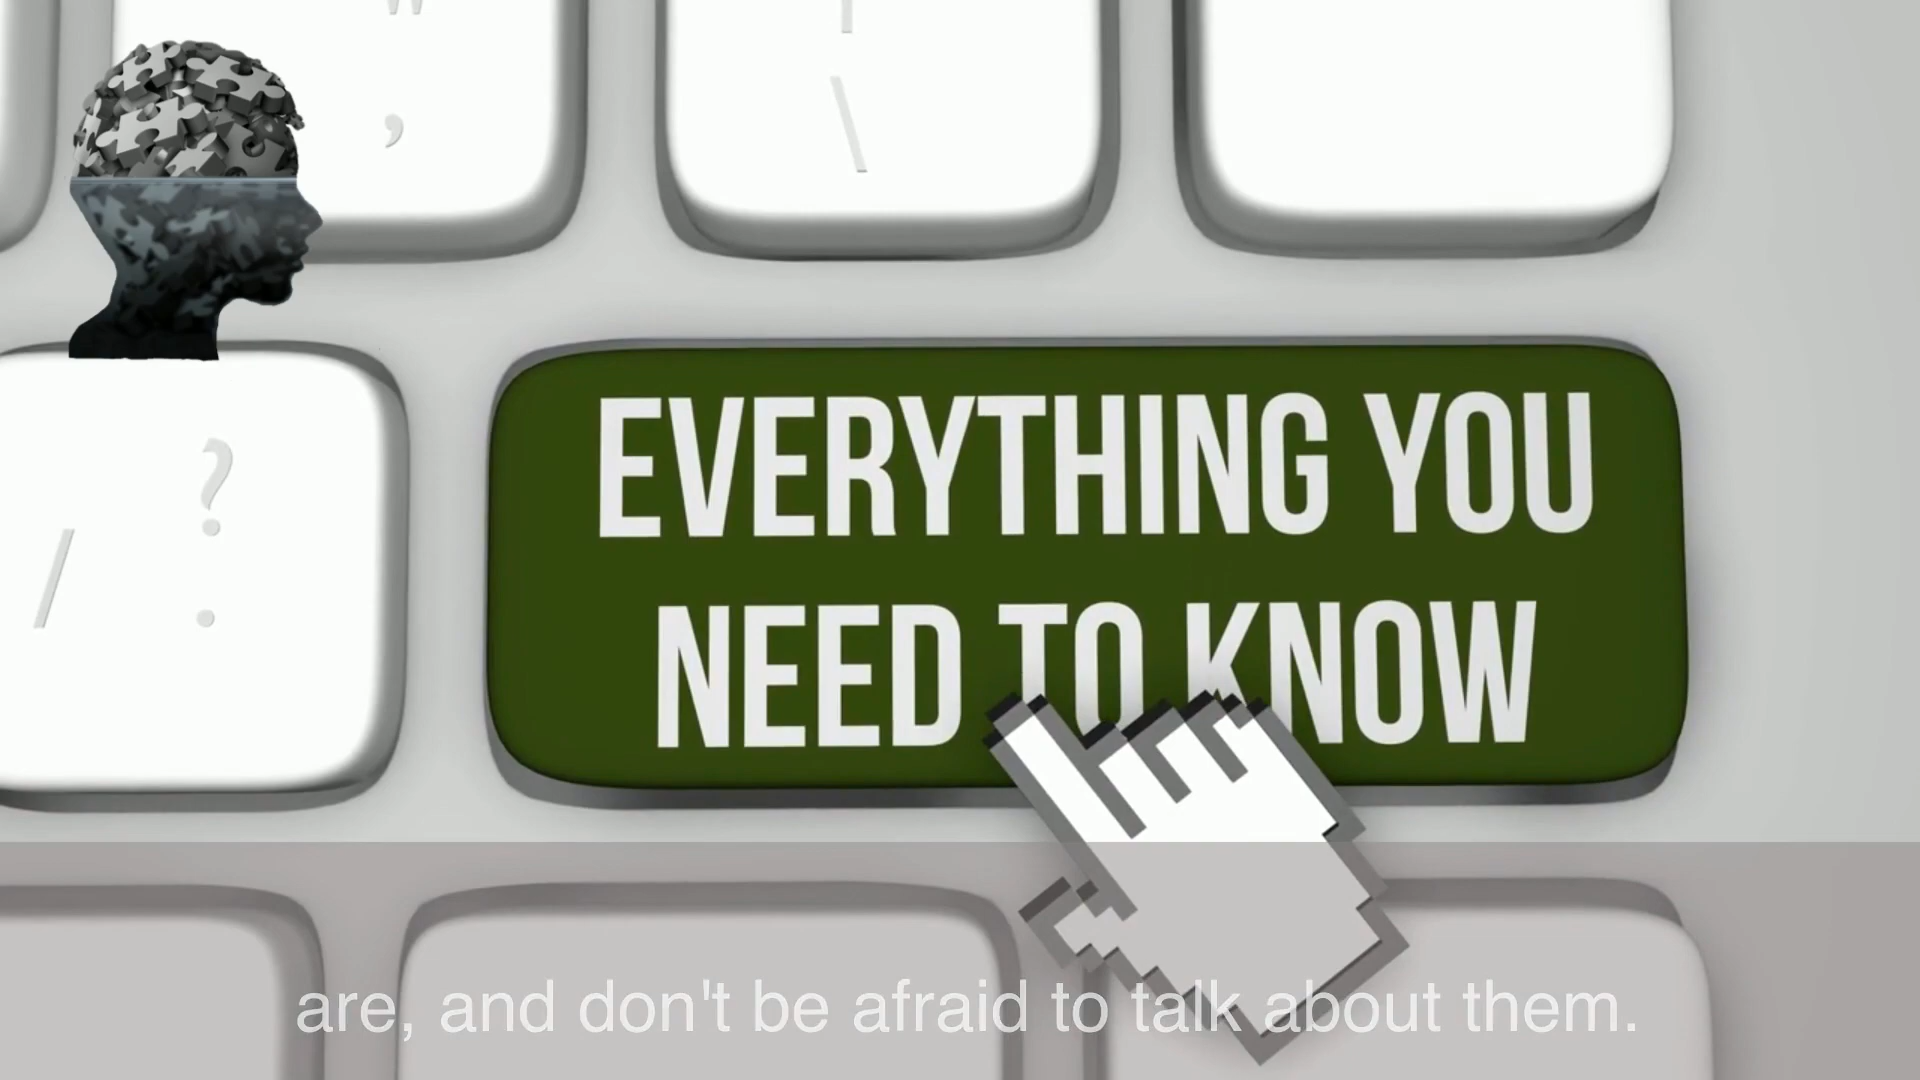 "
,
\
?
/ .
EVERYTHING YOU
NEED TO KNOW
are, and don't be afraid to talk about them.